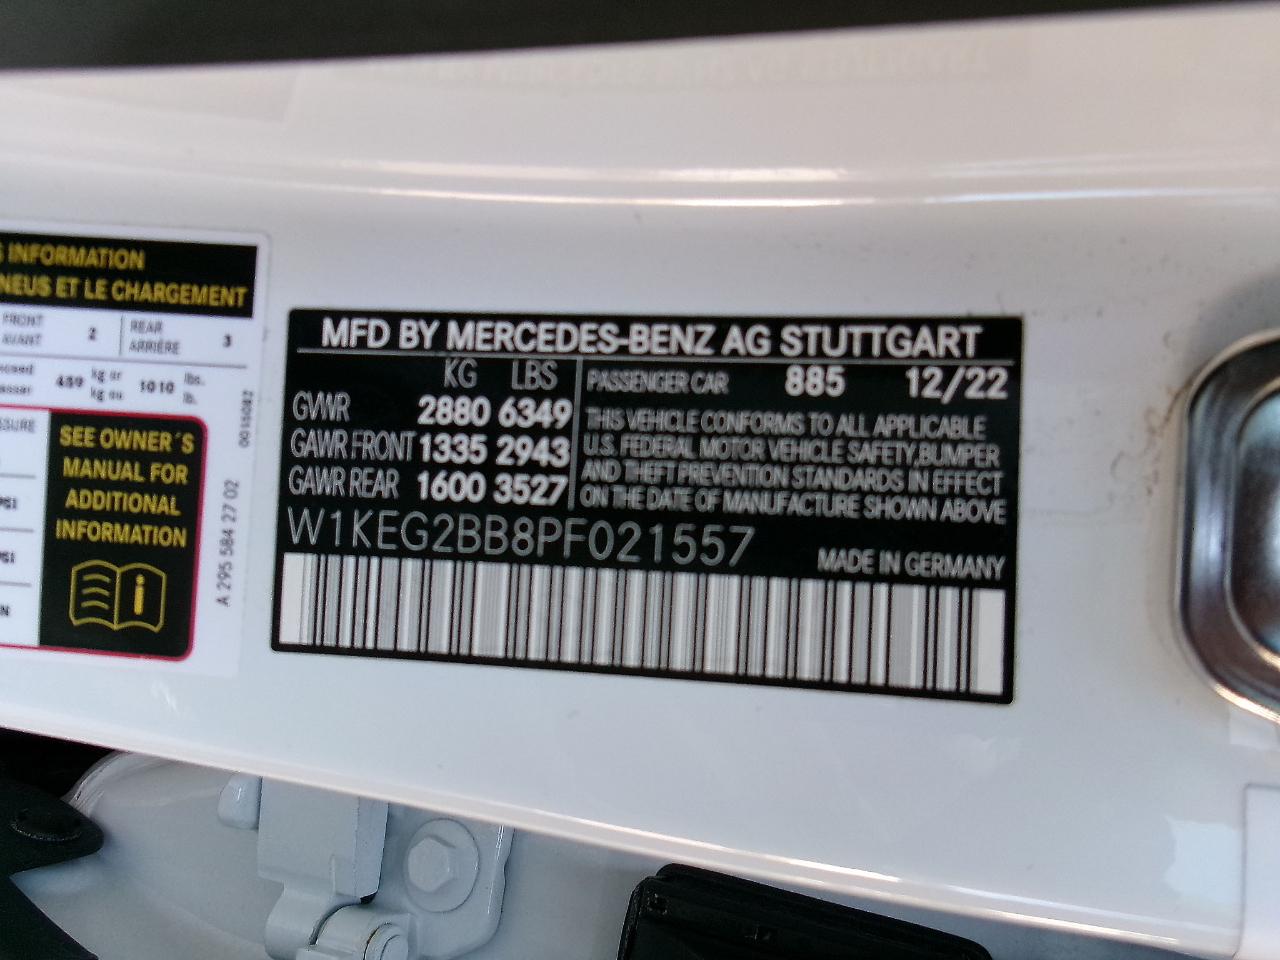 INFORMATION
NEUS ET LE CHARGEMENT
FRONT
AVANT
2
REAR
ARRIÈRE
3
459 kg or
kg ou
1010 lbs.
lb.
SEE OWNER´S
MANUAL FOR
ADDITIONAL
INFORMATION
i
A 295 584 27 02
MFD BY MERCEDES-BENZ AG STUTTGART
KG LBS
GVWR 2880 6349
GAWR FRONT 1335 2943
GAWR REAR 1600 3527
PASSENGER CAR 885 12/22
THIS VEHICLE CONFORMS TO ALL APPLICABLE
U.S. FEDERAL MOTOR VEHICLE SAFETY,BUMPER
AND THEFT PREVENTION STANDARDS IN EFFECT
ON THE DATE OF MANUFACTURE SHOWN ABOVE
W1KEG2BB8PF021557
MADE IN GERMANY